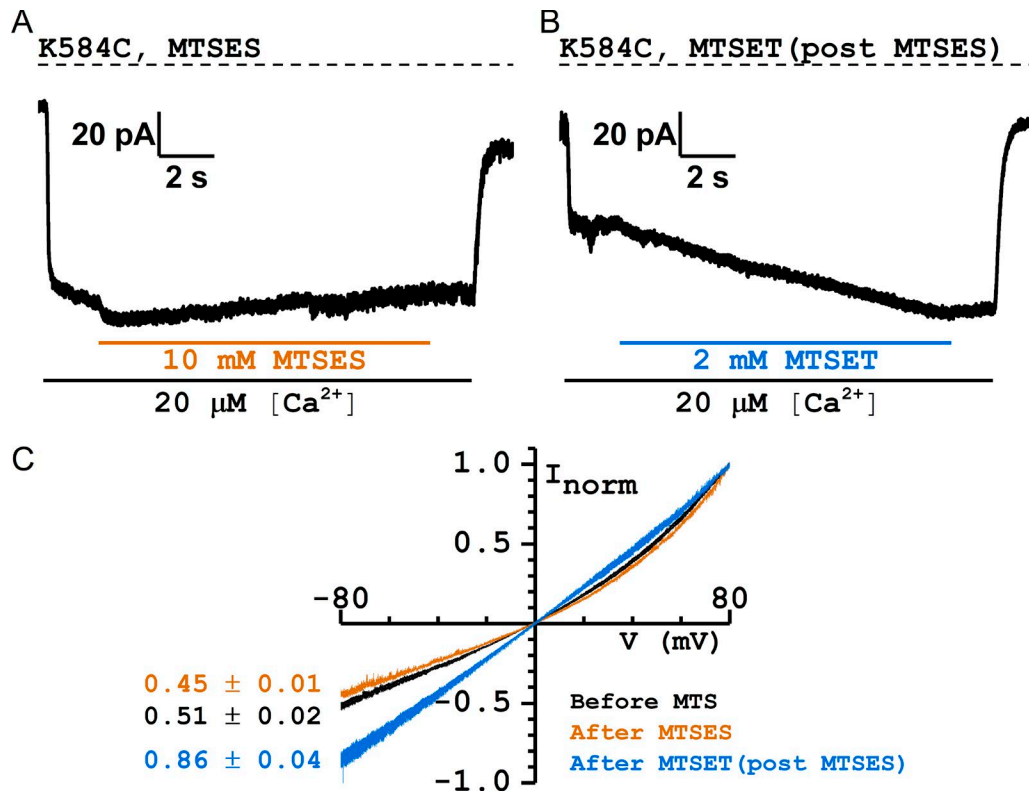 A
K584C, MTSES
20 pA
2 s
10 mM MTSES
20 μM [Ca²⁺]
B
K584C, MTSET(post MTSES)
20 pA
2 s
2 mM MTSET
20 μM [Ca²⁺]
C
1.0
Inorm
0.5
-80
80
V (mV)
0.45 ± 0.01
0.51 ± 0.02
0.86 ± 0.04
-0.5
-1.0
Before MTS
After MTSES
After MTSET(post MTSES)